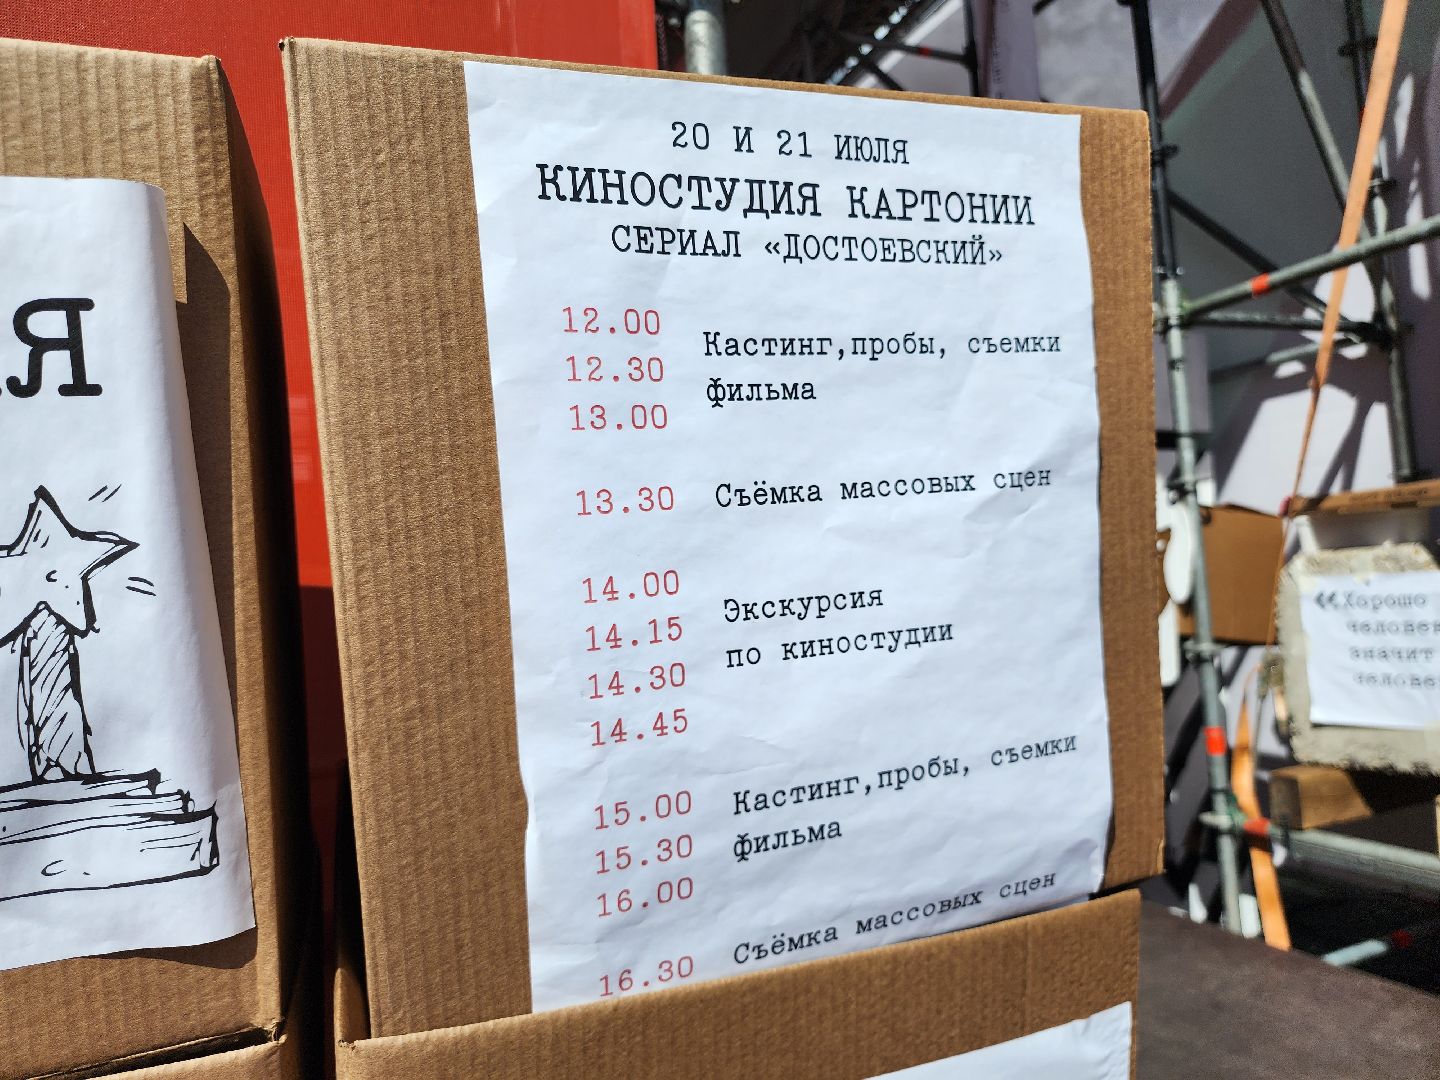 20 И 21 ИЮЛЯ
КИНОСТУДИЯ КАРТОНИИ
СЕРИАЛ «ДОСТОЕВСКИЙ»
12.00
12.30
13.00
Кастинг,пробы, съемки
фильма
13.30 Съёмка массовых сцен
14.00
14.15
14.30
14.45
Экскурсия
по киностудии
15.00
15.30
16.00
Кастинг,пробы, съемки
фильма
16.30 Съёмка массовых сцен
Я
«Хорошо
человек
значит